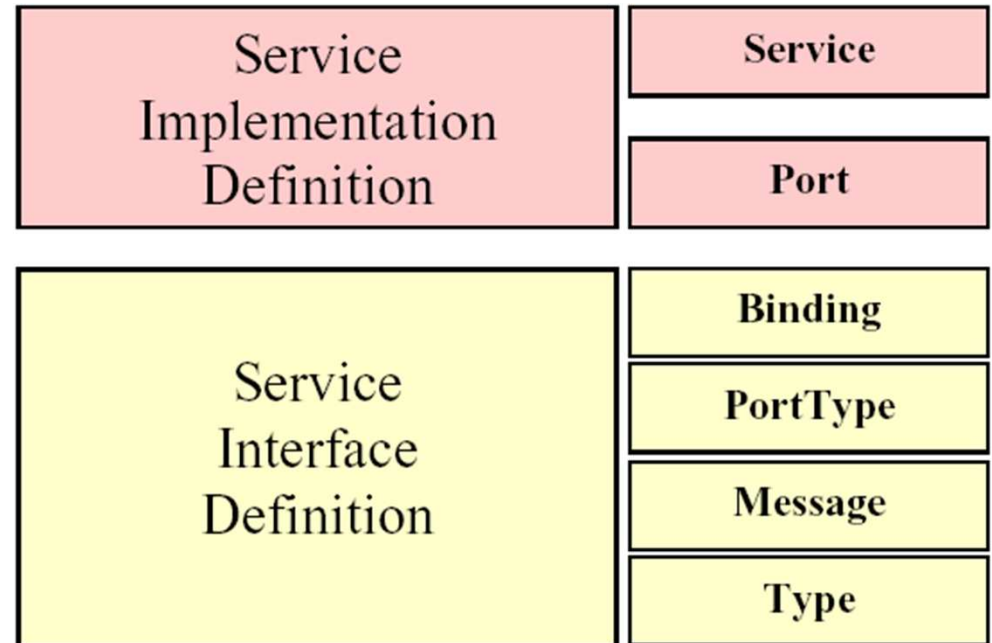 Service
Implementation
Definition
Service
Port
Service
Interface
Definition
Binding
PortType
Message
Type